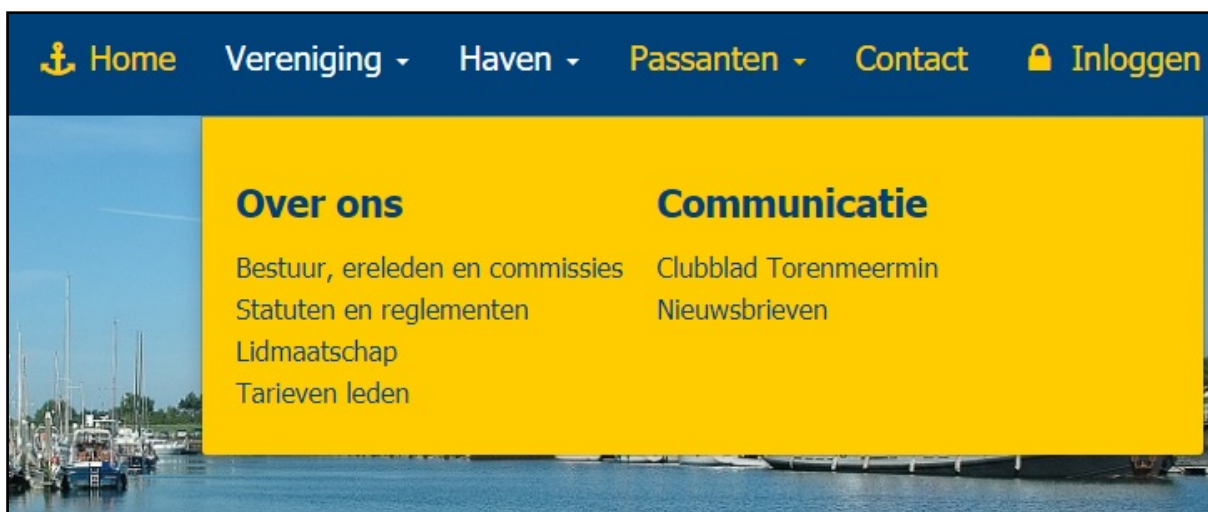 Home Vereniging Haven Passanten Contact Inloggen
Over ons
Bestuur, ereleden en commissies
Statuten en reglementen
Lidmaatschap
Tarieven leden
Communicatie
Clubblad Torenmeermin
Nieuwsbrieven